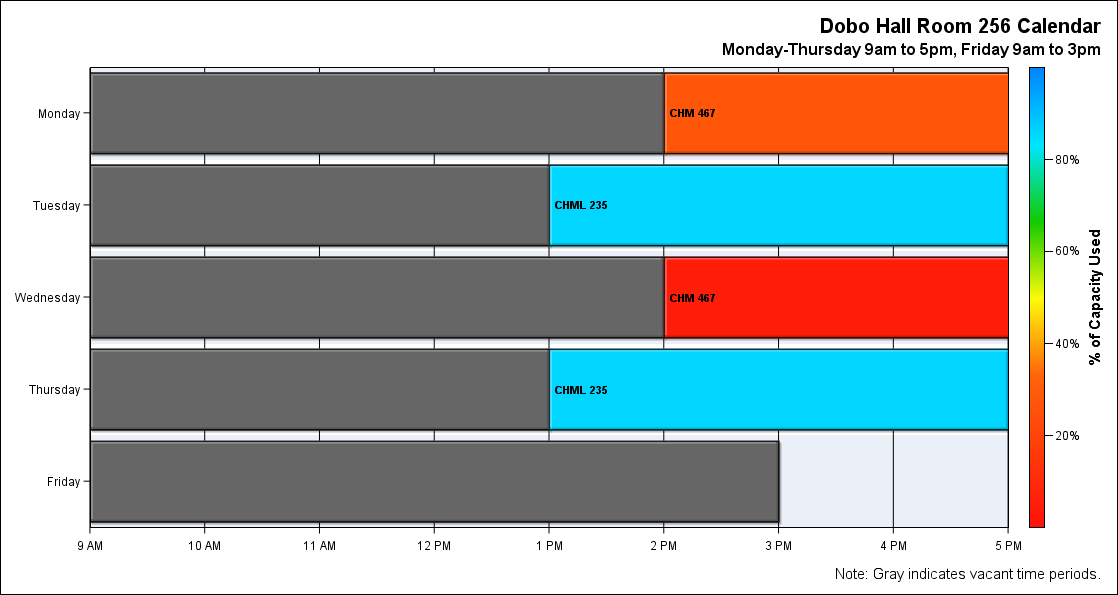 Dobo Hall Room 256 Calendar
Monday-Thursday 9am to 5pm, Friday 9am to 3pm
Monday
CHM 467
Tuesday
CHML 235
Wednesday
CHM 467
Thursday
CHML 235
Friday
9 AM 10 AM 11 AM 12 PM 1 PM 2 PM 3 PM 4 PM 5 PM
80%
60%
40%
20%
% of Capacity Used
Note: Gray indicates vacant time periods.